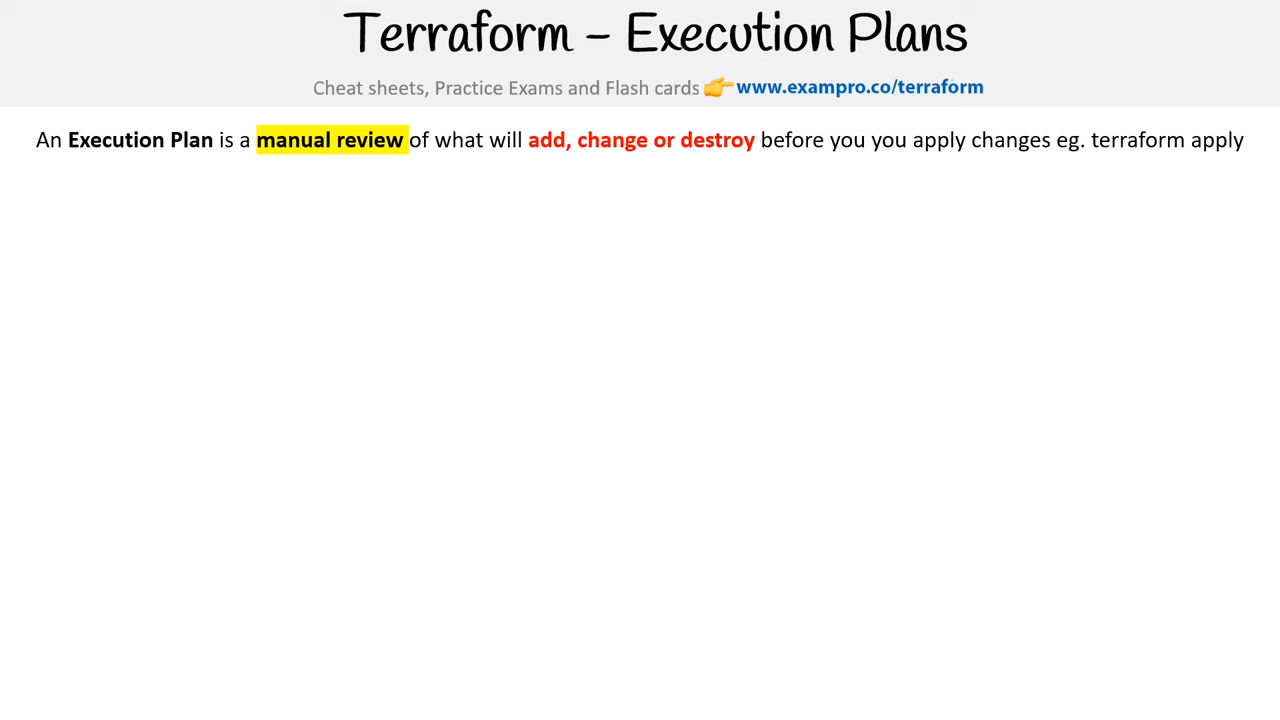 Terraform – Execution Plans
Cheat sheets, Practice Exams and Flash cards 👉 www.exampro.co/terraform
An Execution Plan is a manual review of what will add, change or destroy before you you apply changes eg. terraform apply